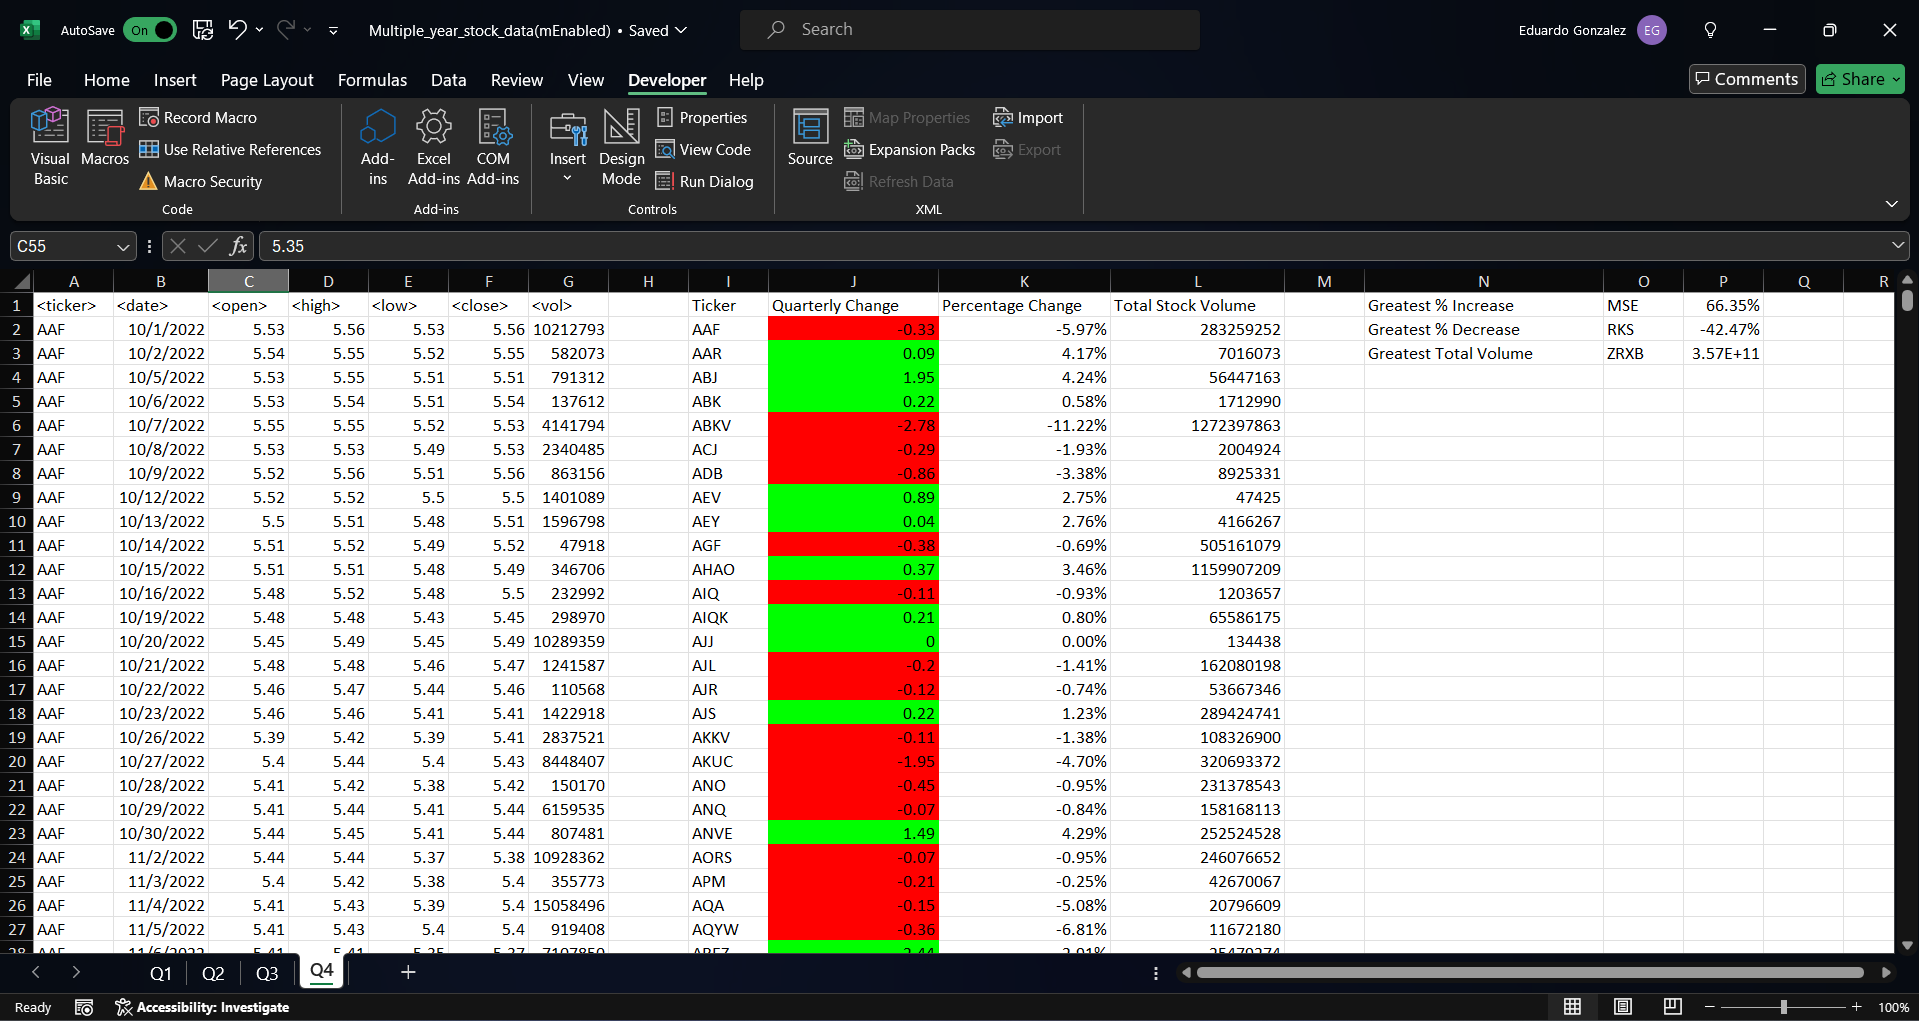 AutoSave On Multiple_year_stock_data(mEnabled) • Saved Search Eduardo Gonzalez EG
File Home Insert Page Layout Formulas Data Review View Developer Help Comments Share
Visual Basic Macros Record Macro Use Relative References Macro Security Code
Add-ins Excel Add-ins COM Add-ins Add-ins
Insert Design Mode Properties View Code Run Dialog Controls
Source Map Properties Expansion Packs Refresh Data Import Export XML
C55 fx 5.35
A B C D E F G H I J K L M N O P Q R
1 <ticker> <date> <open> <high> <low> <close> <vol> Ticker Quarterly Change Percentage Change Total Stock Volume Greatest % Increase MSE 66.35%
2 AAF 10/1/2022 5.53 5.56 5.53 5.56 10212793 AAF -0.33 -5.97% 283259252 Greatest % Decrease RKS -42.47%
3 AAF 10/2/2022 5.54 5.55 5.52 5.55 582073 AAR 0.09 4.17% 7016073 Greatest Total Volume ZRXB 3.57E+11
4 AAF 10/5/2022 5.53 5.55 5.51 5.51 791312 ABJ 1.95 4.24% 56447163
5 AAF 10/6/2022 5.53 5.54 5.51 5.54 137612 ABK 0.22 0.58% 1712990
6 AAF 10/7/2022 5.55 5.55 5.52 5.53 4141794 ABKV -2.78 -11.22% 1272397863
7 AAF 10/8/2022 5.53 5.53 5.49 5.53 2340485 ACJ -0.29 -1.93% 2004924
8 AAF 10/9/2022 5.52 5.56 5.51 5.56 863156 ADB -0.86 -3.38% 8925331
9 AAF 10/12/2022 5.52 5.52 5.5 5.5 1401089 AEV 0.89 2.75% 47425
10 AAF 10/13/2022 5.5 5.51 5.48 5.51 1596798 AEY 0.04 2.76% 4166267
11 AAF 10/14/2022 5.51 5.52 5.49 5.52 47918 AGF -0.38 -0.69% 505161079
12 AAF 10/15/2022 5.51 5.51 5.48 5.49 346706 AHAO 0.37 3.46% 1159907209
13 AAF 10/16/2022 5.48 5.52 5.48 5.5 232992 AIQ -0.11 -0.93% 1203657
14 AAF 10/19/2022 5.48 5.48 5.43 5.45 298970 AIQK 0.21 0.80% 65586175
15 AAF 10/20/2022 5.45 5.49 5.45 5.49 10289359 AJJ 0 0.00% 134438
16 AAF 10/21/2022 5.48 5.48 5.46 5.47 1241587 AJL -0.2 -1.41% 162080198
17 AAF 10/22/2022 5.46 5.47 5.44 5.46 110568 AJR -0.12 -0.74% 53667346
18 AAF 10/23/2022 5.46 5.46 5.41 5.41 1422918 AJS 0.22 1.23% 289424741
19 AAF 10/26/2022 5.39 5.42 5.39 5.41 2837521 AKKV -0.11 -1.38% 108326900
20 AAF 10/27/2022 5.4 5.44 5.4 5.43 8448407 AKUC -1.95 -4.70% 320693372
21 AAF 10/28/2022 5.41 5.42 5.38 5.42 150170 ANO -0.45 -0.95% 231378543
22 AAF 10/29/2022 5.41 5.44 5.41 5.44 6159535 ANQ -0.07 -0.84% 158168113
23 AAF 10/30/2022 5.44 5.45 5.41 5.44 807481 ANVE 1.49 4.29% 252524528
24 AAF 11/2/2022 5.44 5.44 5.37 5.38 10928362 AORS -0.07 -0.95% 246076652
25 AAF 11/3/2022 5.4 5.42 5.38 5.4 355773 APM -0.21 -0.25% 42670067
26 AAF 11/4/2022 5.41 5.43 5.39 5.4 15058496 AQA -0.15 -5.08% 20796609
27 AAF 11/5/2022 5.41 5.43 5.4 5.4 919408 AQYW -0.36 -6.81% 11672180
Q1 Q2 Q3 Q4
Ready Accessibility: Investigate 100%